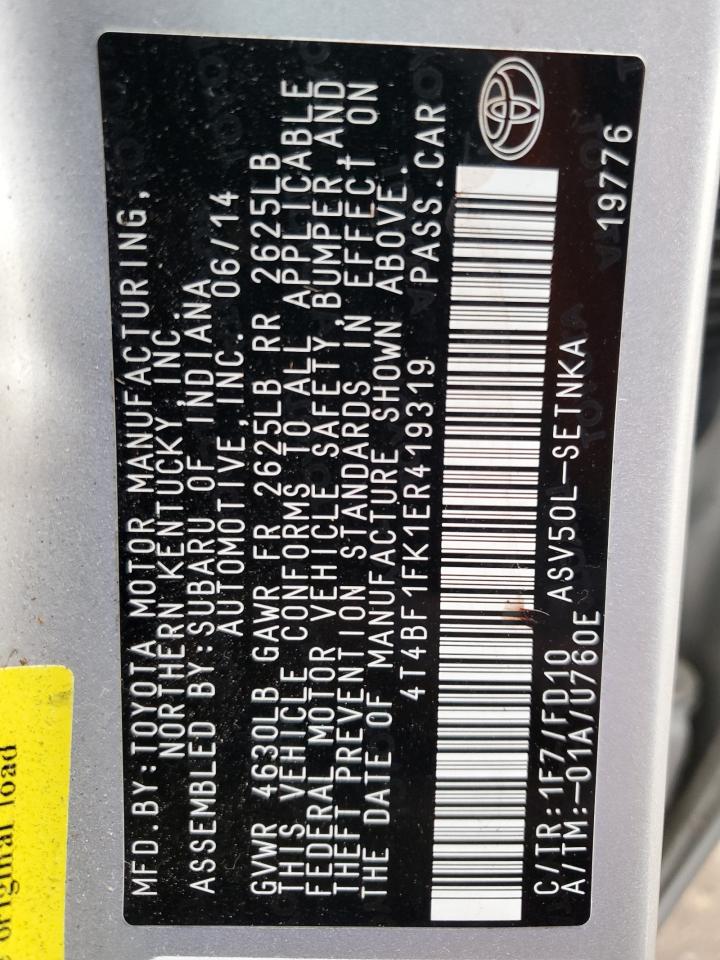 MFD.BY:TOYOTA MOTOR MANUFACTURING,
NORTHERN KENTUCKY,INC.
ASSEMBLED BY:SUBARU OF INDIANA
AUTOMOTIVE,INC. 06/14
GVWR 4630LB GAWR FR 2625LB RR 2625LB
THIS VEHICLE CONFORMS TO ALL APPLICABLE
FEDERAL MOTOR VEHICLE SAFETY,BUMPER AND
THEFT PREVENTION STANDARDS IN EFFECT ON
THE DATE OF MANUFACTURE SHOWN ABOVE.
4T4BF1FK1ER419319 PASS.CAR
C/TR:1F7/FD10 ASV50L-SETNKA
A/TM:-01A/U760E 19776
original load